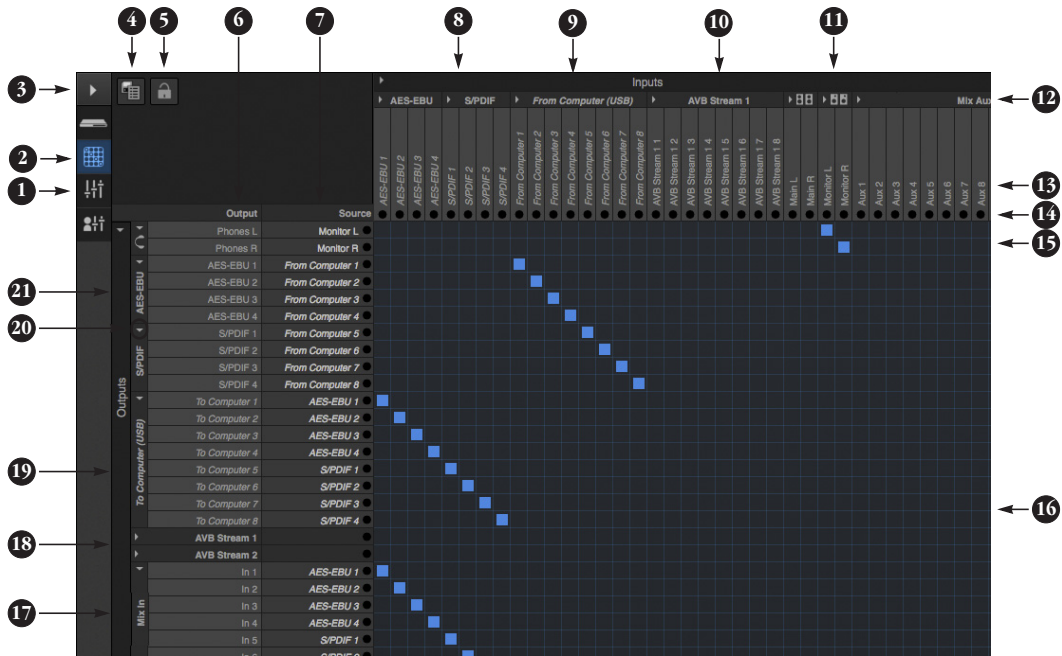 4
5
6
7
8
9
10
11
3
Inputs
12
AES-EBU
S/PDIF
From Computer (USB)
AVB Stream 1
Mix Aux
2
1
AES-EBU 1
AES-EBU 2
AES-EBU 3
AES-EBU 4
S/PDIF 1
S/PDIF 2
S/PDIF 3
S/PDIF 4
From Computer 1
From Computer 2
From Computer 3
From Computer 4
From Computer 5
From Computer 6
From Computer 7
From Computer 8
AVB Stream 1 1
AVB Stream 1 2
AVB Stream 1 3
AVB Stream 1 4
AVB Stream 1 5
AVB Stream 1 6
AVB Stream 1 7
AVB Stream 1 8
Main L
Main R
Monitor L
Monitor R
Aux 1
Aux 2
Aux 3
Aux 4
Aux 5
Aux 6
Aux 7
Aux 8
13
14
Output Source
Phones L Monitor L
15
Phones R Monitor R
AES-EBU 1 From Computer 1
21
AES-EBU
AES-EBU 2 From Computer 2
AES-EBU 3 From Computer 3
AES-EBU 4 From Computer 4
20
S/PDIF
S/PDIF 1 From Computer 5
S/PDIF 2 From Computer 6
S/PDIF 3 From Computer 7
S/PDIF 4 From Computer 8
Outputs
To Computer (USB)
To Computer 1 AES-EBU 1
To Computer 2 AES-EBU 2
To Computer 3 AES-EBU 3
To Computer 4 AES-EBU 4
19
To Computer 5 S/PDIF 1
To Computer 6 S/PDIF 2
To Computer 7 S/PDIF 3
16
To Computer 8 S/PDIF 4
18
AVB Stream 1
AVB Stream 2
Mix In
In 1 AES-EBU 1
In 2 AES-EBU 2
17
In 3 AES-EBU 3
In 4 AES-EBU 4
In 5 S/PDIF 1